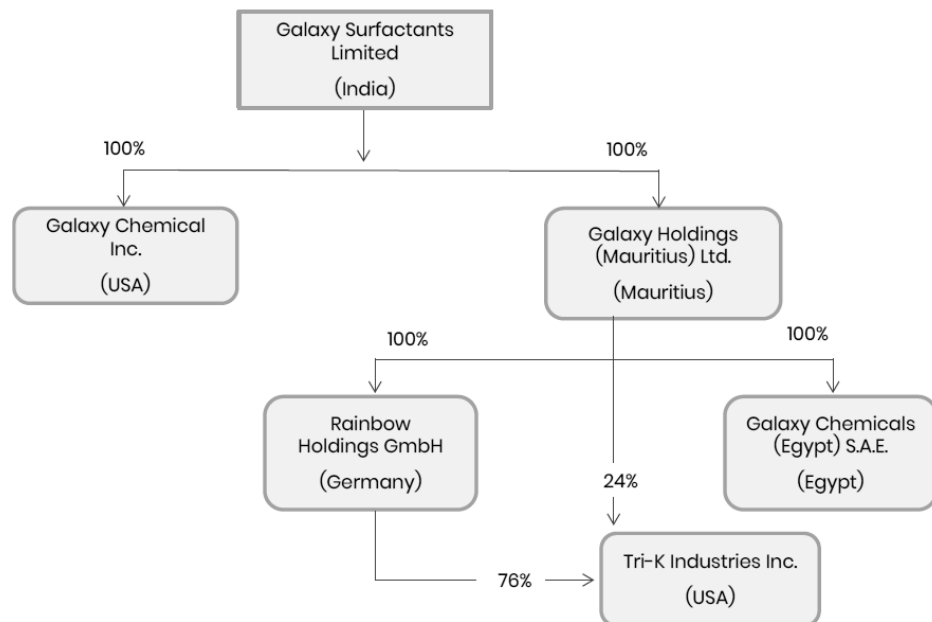 Galaxy Surfactants
Limited
(India)
100%
100%
Galaxy Chemical
Inc.
(USA)
Galaxy Holdings
(Mauritius) Ltd.
(Mauritius)
100%
100%
Rainbow
Holdings GmbH
(Germany)
Galaxy Chemicals
(Egypt) S.A.E.
(Egypt)
24%
76%
Tri-K Industries Inc.
(USA)